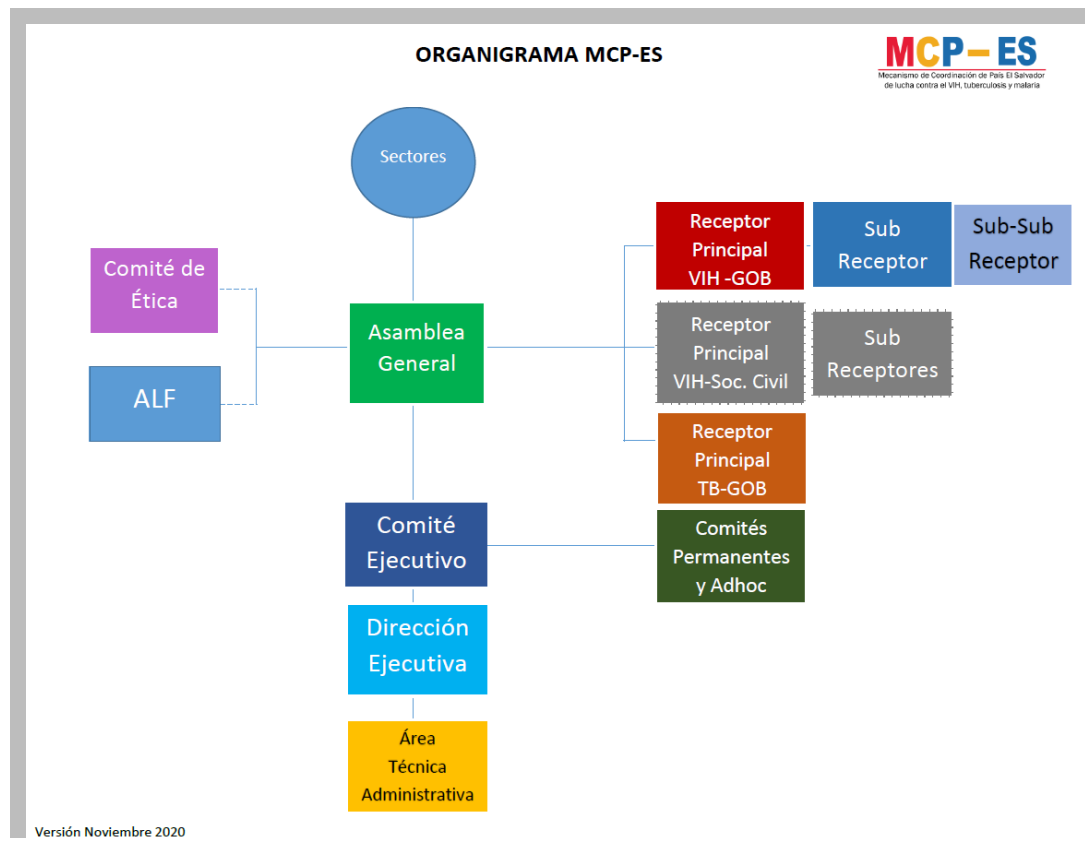 ORGANIGRAMA MCP-ES
MCP–ES
Mecanismo de Coordinación de País El Salvador
de lucha contra el VIH, tuberculosis y malaria
Sectores
Comité de
Ética
ALF
Asamblea
General
Receptor
Principal
VIH -GOB
Sub
Receptor
Sub-Sub
Receptor
Receptor
Principal
VIH-Soc. Civil
Sub
Receptores
Receptor
Principal
TB-GOB
Comité
Ejecutivo
Comités
Permanentes
y Adhoc
Dirección
Ejecutiva
Área
Técnica
Administrativa
Versión Noviembre 2020